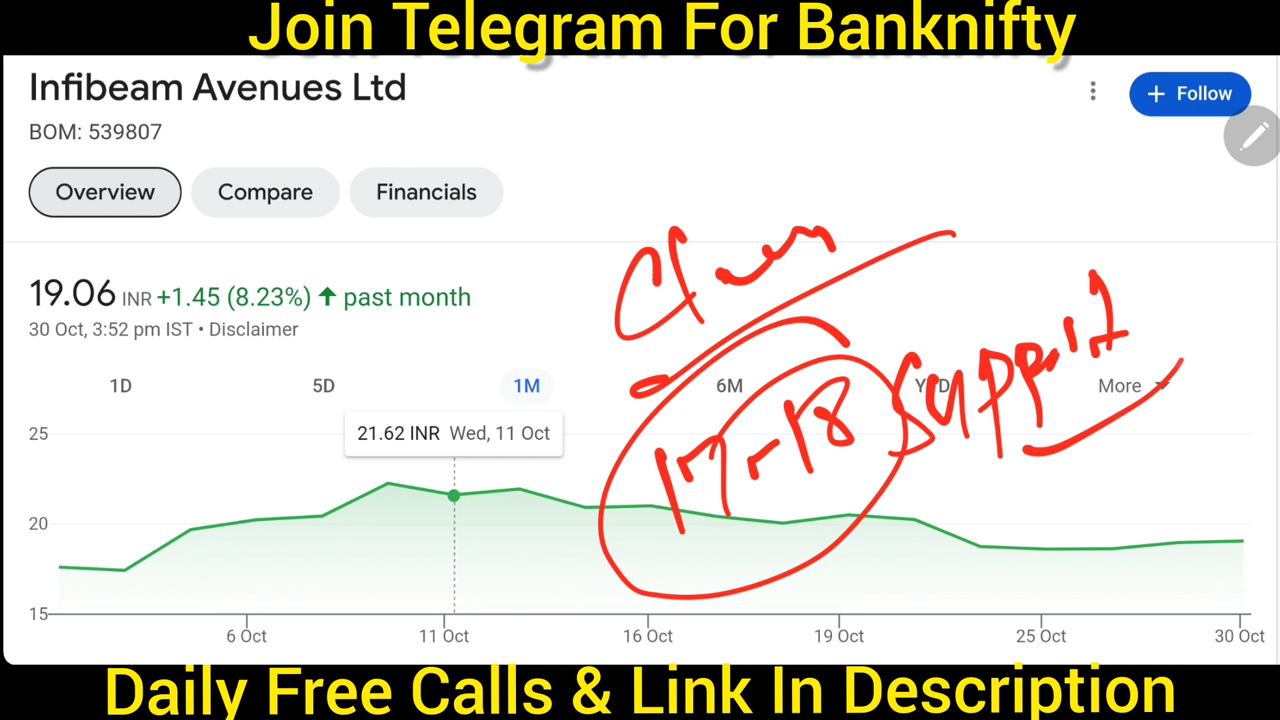 Join Telegram For Banknifty
Infibeam Avenues Ltd
+ Follow
BOM: 539807
Overview Compare Financials
19.06 INR +1.45 (8.23%) ↑ past month
30 Oct, 3:52 pm IST • Disclaimer
1D 5D 1M 6M More
21.62 INR Wed, 11 Oct
17-18 Support
25
20
15
6 Oct 11 Oct 16 Oct 19 Oct 25 Oct 30 Oct
Daily Free Calls & Link In Description